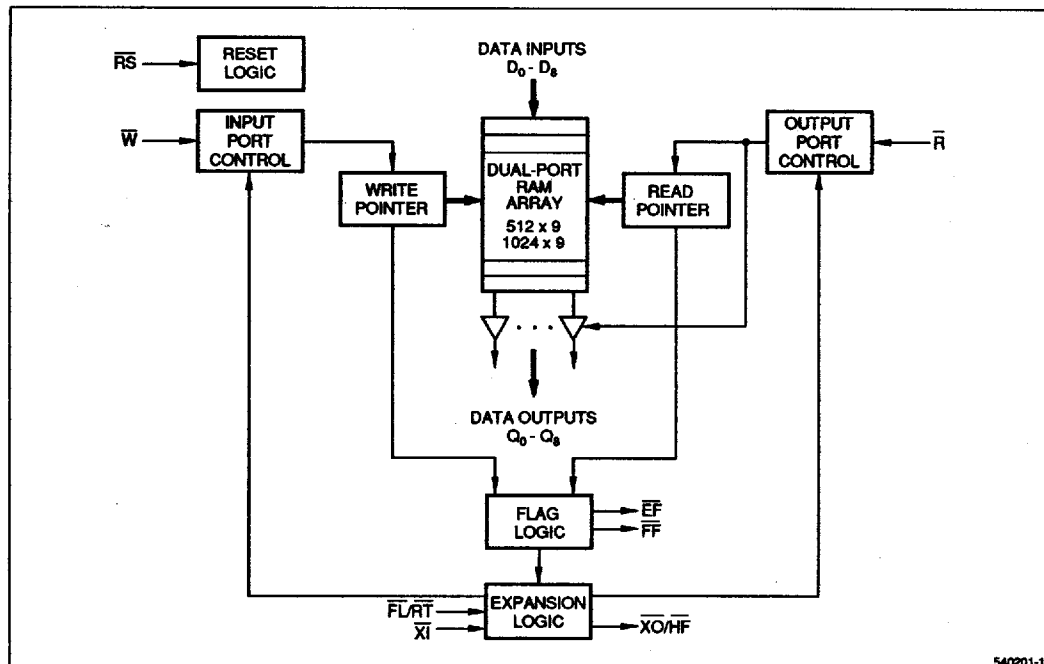 RS
RESET
LOGIC
DATA INPUTS
D0 - D8
W
INPUT
PORT
CONTROL
OUTPUT
PORT
CONTROL
R
WRITE
POINTER
DUAL-PORT
RAM
ARRAY
512 x 9
1024 x 9
READ
POINTER
. . .
DATA OUTPUTS
Q0 - Q8
FLAG
LOGIC
EF
FF
FL/RT
XI
EXPANSION
LOGIC
XO/HF
540201-1